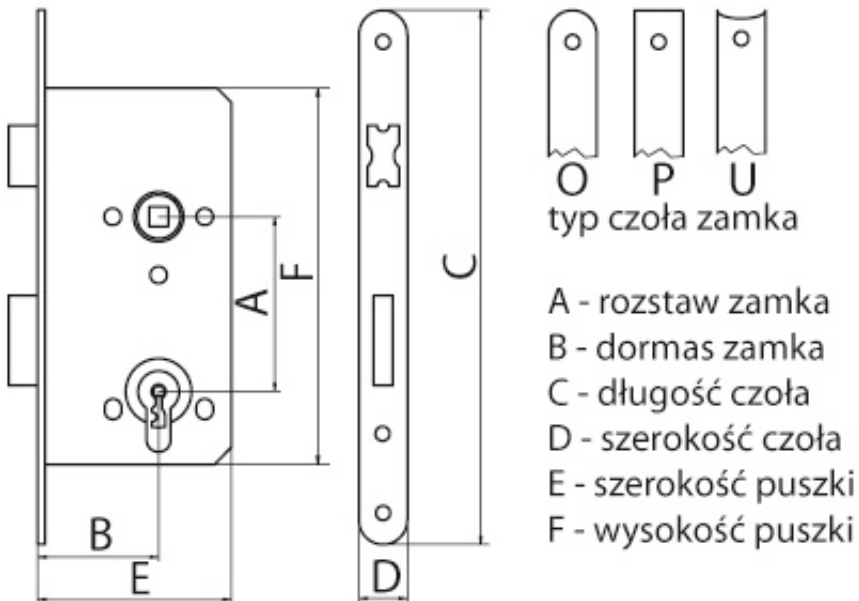 O P U
typ czoła zamka
A - rozstaw zamka
B - dormas zamka
C - długość czoła
D - szerokość czoła
E - szerokość puszki
F - wysokość puszki
A
F
C
B
E
D